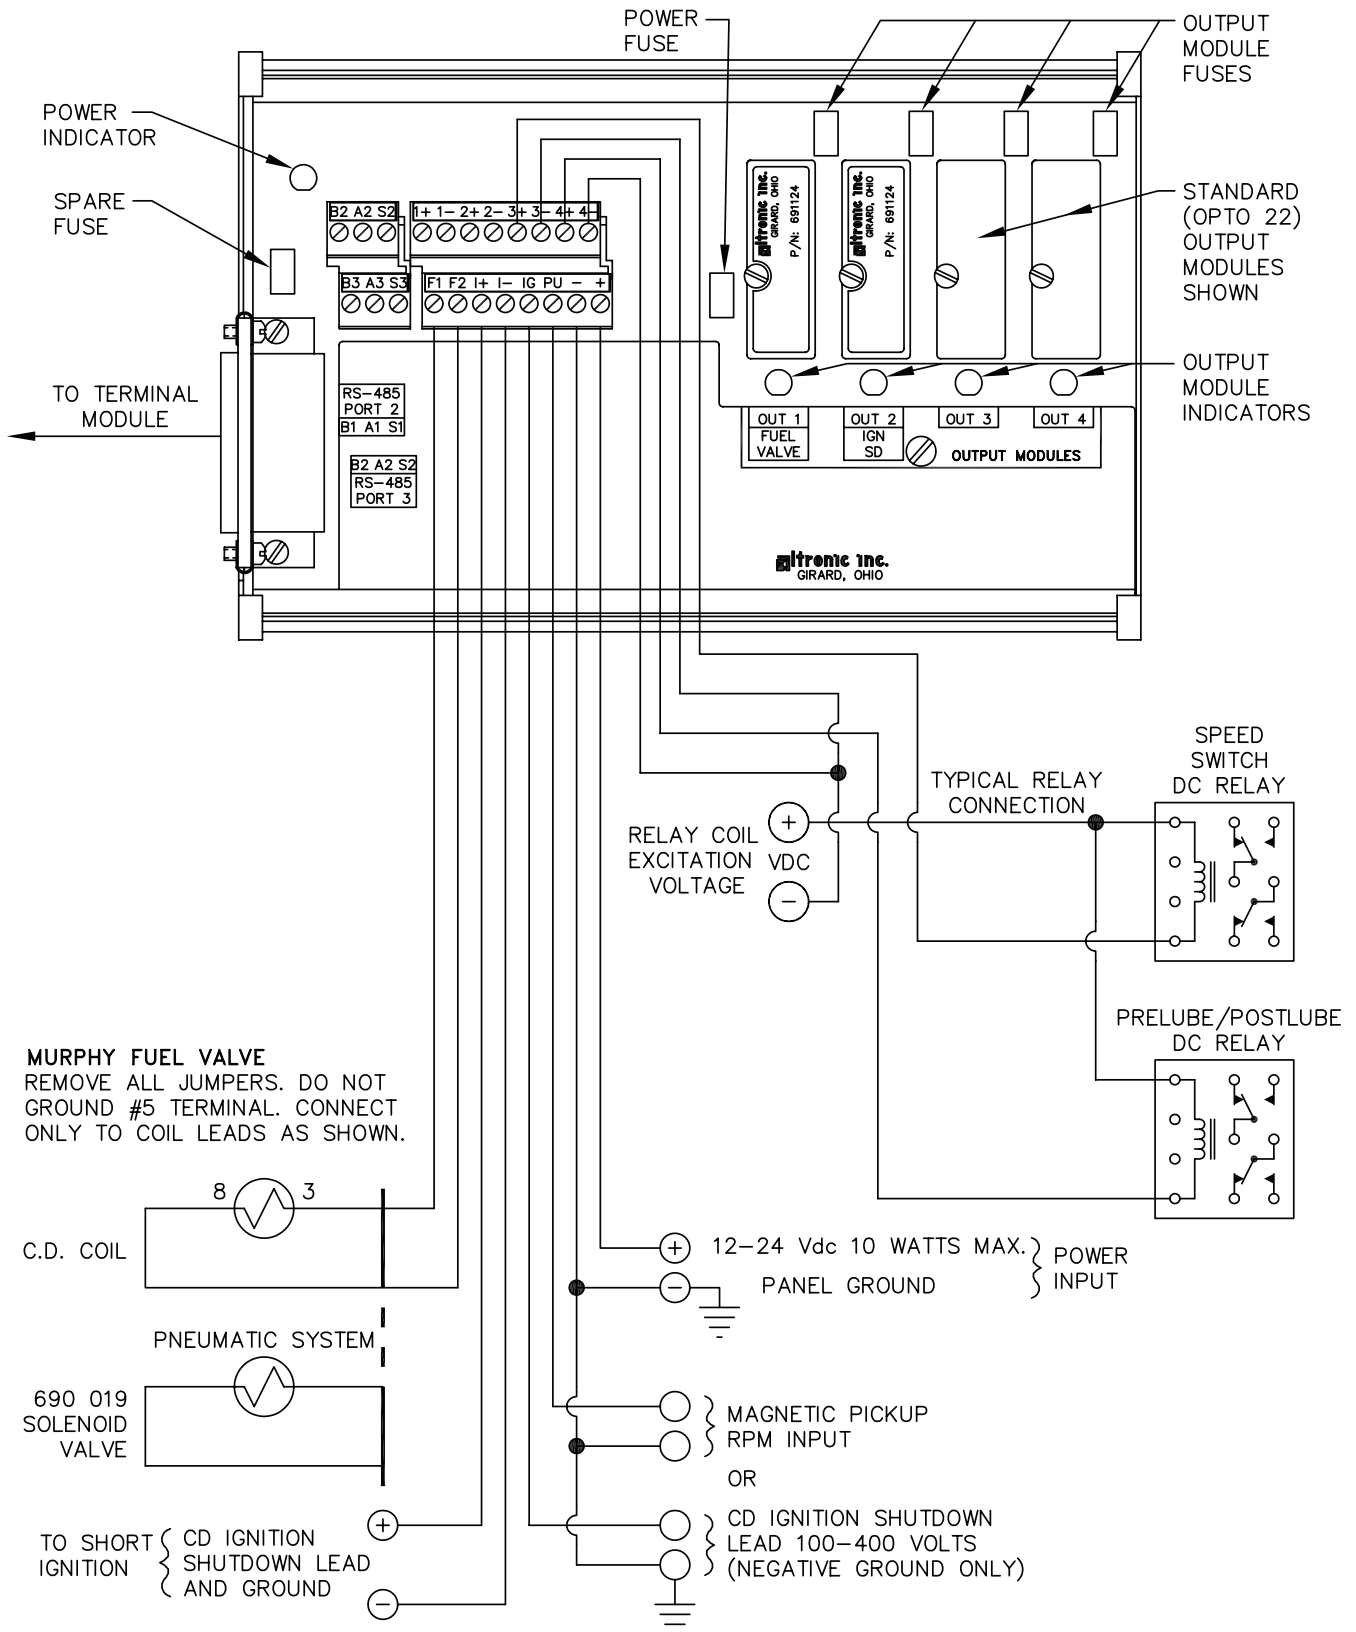 POWER
FUSE
OUTPUT
MODULE
FUSES
POWER
INDICATOR
SPARE
FUSE
B2 A2 S2
1+ 1- 2+ 2- 3+ 3- 4+ 4-
B3 A3 S3
F1 F2 I+ I- IG PU - +
altronic inc.
GIRARD, OHIO
P/N: 691124
altronic inc.
GIRARD, OHIO
P/N: 691124
STANDARD
(OPTO 22)
OUTPUT
MODULES
SHOWN
OUTPUT
MODULE
INDICATORS
TO TERMINAL
MODULE
RS-485
PORT 2
B1 A1 S1
B2 A2 S2
RS-485
PORT 3
OUT 1
FUEL
VALVE
OUT 2
IGN
SD
OUT 3
OUT 4
OUTPUT MODULES
altronic inc.
GIRARD, OHIO
SPEED
SWITCH
DC RELAY
TYPICAL RELAY
CONNECTION
RELAY COIL
EXCITATION
VOLTAGE
+
VDC
-
PRELUBE/POSTLUBE
DC RELAY
MURPHY FUEL VALVE
REMOVE ALL JUMPERS. DO NOT
GROUND #5 TERMINAL. CONNECT
ONLY TO COIL LEADS AS SHOWN.
8 3
C.D. COIL
+ 12-24 Vdc 10 WATTS MAX.
- PANEL GROUND
POWER
INPUT
PNEUMATIC SYSTEM
690 019
SOLENOID
VALVE
MAGNETIC PICKUP
RPM INPUT
OR
CD IGNITION SHUTDOWN
LEAD 100-400 VOLTS
(NEGATIVE GROUND ONLY)
TO SHORT
IGNITION
CD IGNITION
SHUTDOWN LEAD
AND GROUND
+
-